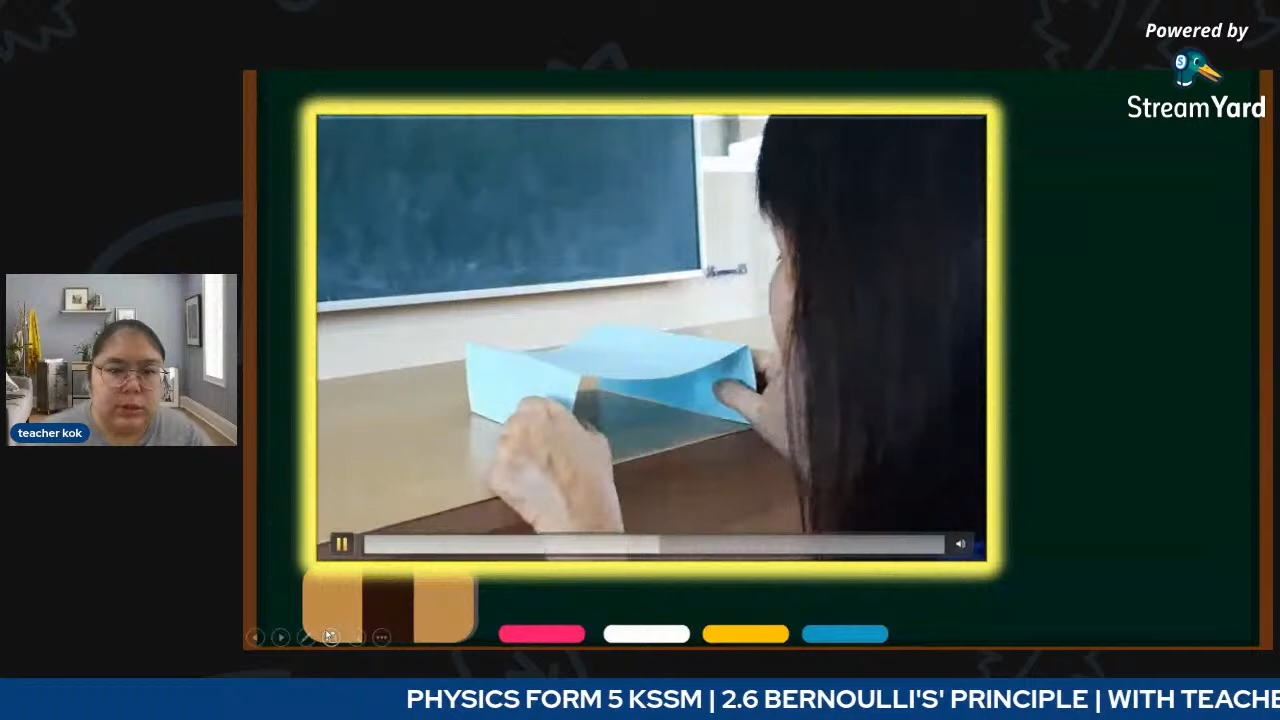 Powered by
StreamYard
teacher kok
PHYSICS FORM 5 KSSM | 2.6 BERNOULLI'S' PRINCIPLE | WITH TEACHE